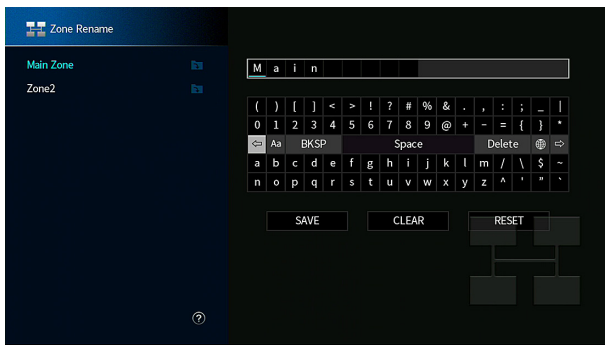 Zone Rename
Main Zone
Zone2
Main
( ) [ ] < > ! ? # % & . , : ; _ |
0 1 2 3 4 5 6 7 8 9 @ + - = { } *
⇦ Aa BKSP Space Delete 🌐 ⇨
a b c d e f g h i j k l m / \ $ ~
n o p q r s t u v w x y z ^ ' " `
SAVE CLEAR RESET
?